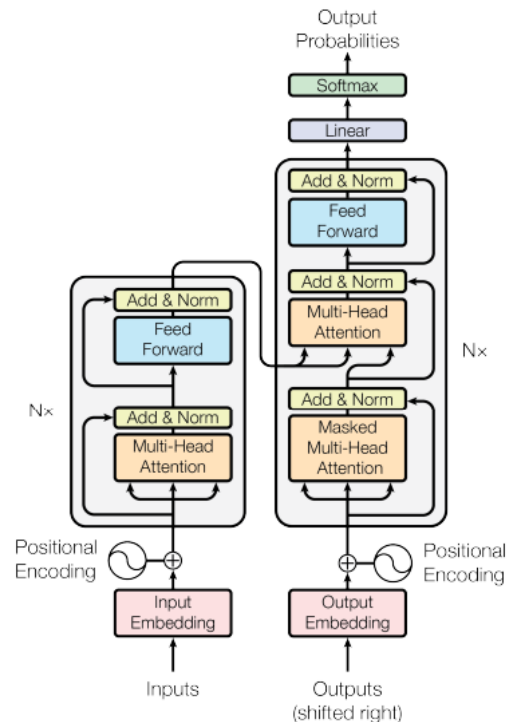 Output
Probabilities
Softmax
Linear
Add & Norm
Feed
Forward
Add & Norm
Multi-Head
Attention
Nx
Add & Norm
Masked
Multi-Head
Attention
Add & Norm
Feed
Forward
Nx
Add & Norm
Multi-Head
Attention
Positional
Encoding
Positional
Encoding
Input
Embedding
Output
Embedding
Inputs
Outputs
(shifted right)